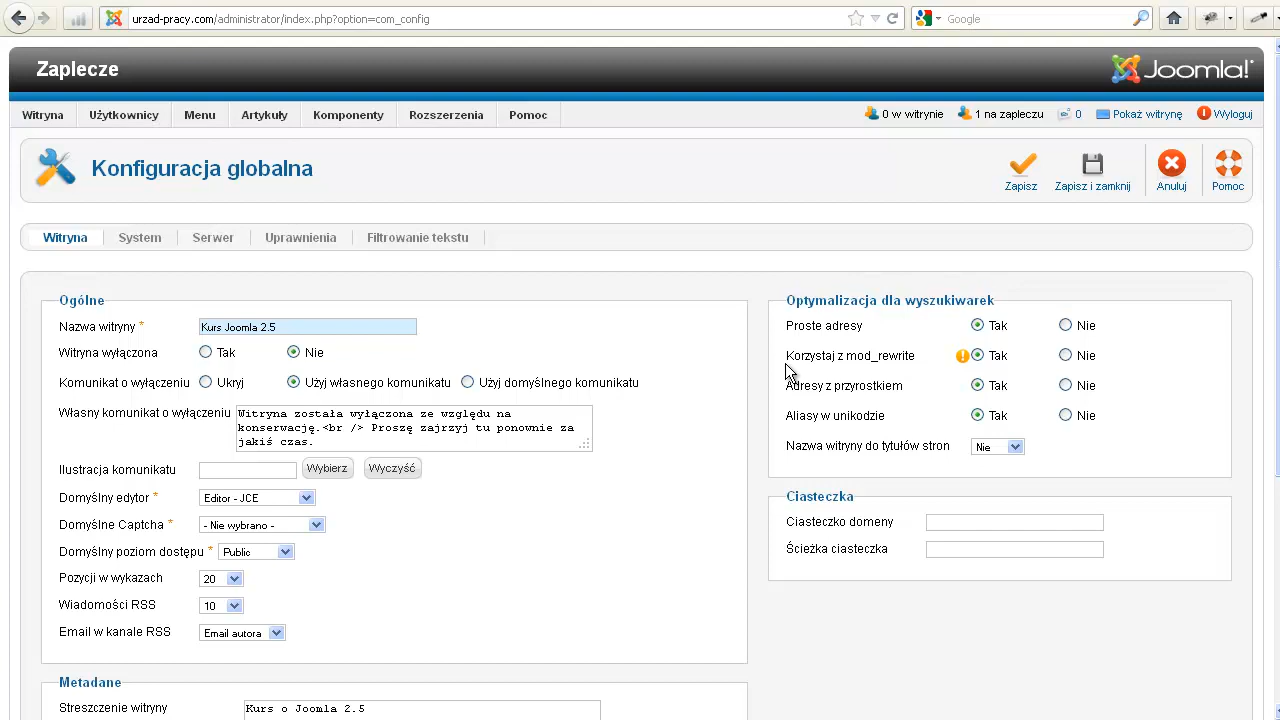 urzad-pracy.com ministrator/index.php?option=com_config
Google
Zaplecze
Joomla!
Witryna Użytkownicy Menu Artykuły Komponenty Rozszerzenia Pomoc
0 w witrynie 1 na zapleczu 0 Pokaż witrynę Wyloguj
Konfiguracja globalna
Zapisz Zapisz i zamknij Anuluj Pomoc
Witryna System Serwer Uprawnienia Filtrowanie tekstu
Ogólne
Nazwa witryny * Kurs Joomla 2.5
Witryna wyłączona Tak Nie
Komunikat o wyłączeniu Ukryj Użyj własnego komunikatu Użyj domyślnego komunikatu
Własny komunikat o wyłączeniu Witryna została wyłączona ze względu na
konserwację.<br /> Proszę zajrzyj tu ponownie za
jakiś czas.
Ilustracja komunikatu Wybierz Wyczyść
Domyślny edytor * Editor - JCE
Domyślne Captcha * - Nie wybrano -
Domyślny poziom dostępu * Public
Pozycji w wykazach 20
Wiadomości RSS 10
Email w kanale RSS Email autora
Metadane
Streszczenie witryny Kurs o Joomla 2.5
Optymalizacja dla wyszukiwarek
Proste adresy Tak Nie
Korzystaj z mod_rewrite Tak Nie
Adresy z przyrostkiem Tak Nie
Aliasy w unikodzie Tak Nie
Nazwa witryny do tytułów stron Nie
Ciasteczka
Ciasteczko domeny
Ścieżka ciasteczka